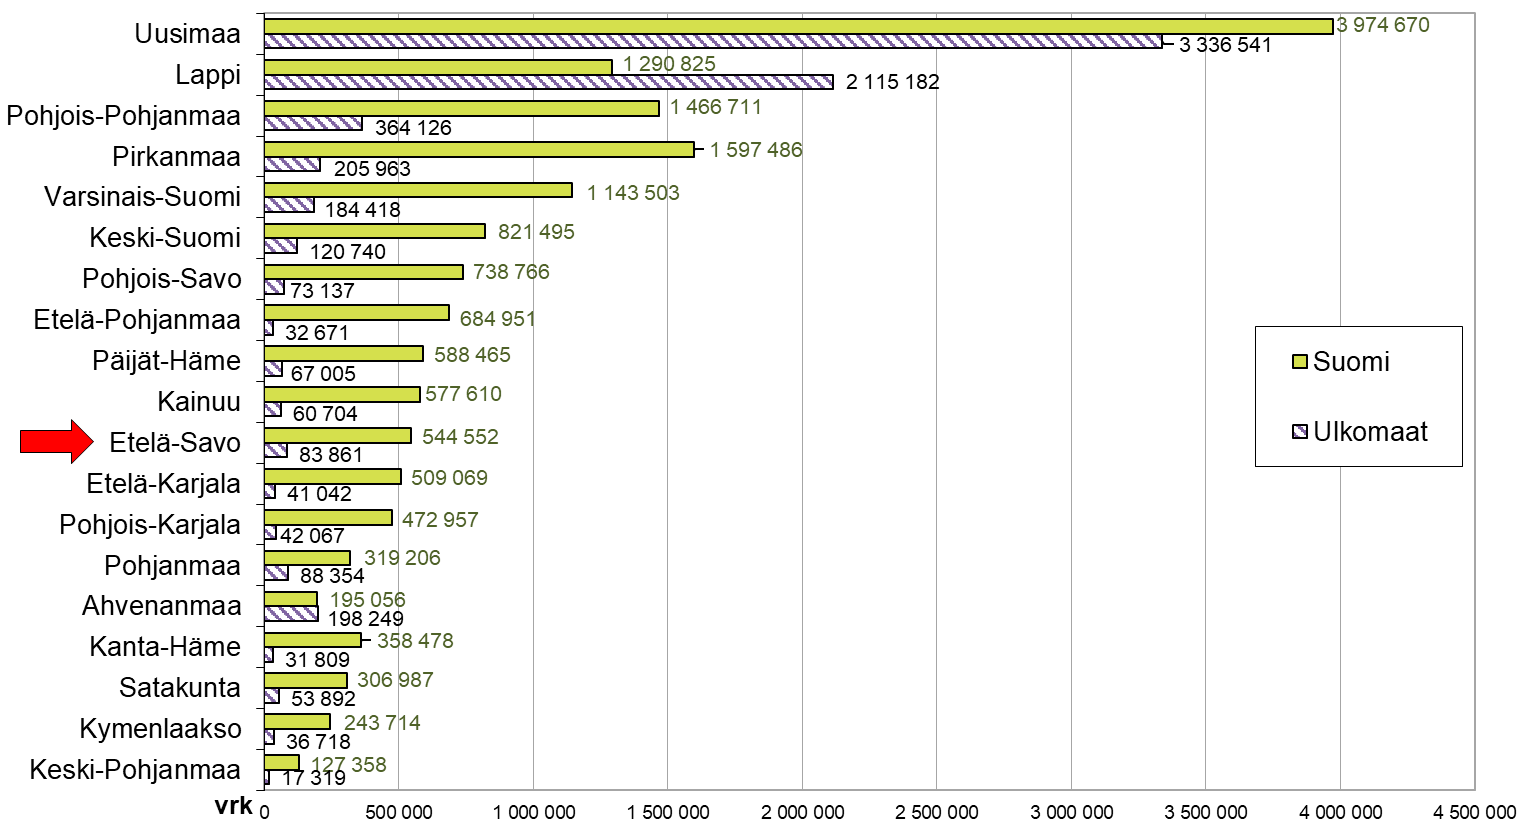 Uusimaa
3 974 670
3 336 541
Lappi
1 290 825
2 115 182
Pohjois-Pohjanmaa
1 466 711
364 126
Pirkanmaa
1 597 486
205 963
Varsinais-Suomi
1 143 503
184 418
Keski-Suomi
821 495
120 740
Pohjois-Savo
738 766
73 137
Etelä-Pohjanmaa
684 951
32 671
Päijät-Häme
588 465
67 005
Kainuu
577 610
60 704
Etelä-Savo
544 552
83 861
Etelä-Karjala
509 069
41 042
Pohjois-Karjala
472 957
42 067
Pohjanmaa
319 206
88 354
Ahvenanmaa
195 056
198 249
Kanta-Häme
358 478
31 809
Satakunta
306 987
53 892
Kymenlaakso
243 714
36 718
Keski-Pohjanmaa
127 358
17 319
Suomi
Ulkomaat
vrk
0 500 000 1 000 000 1 500 000 2 000 000 2 500 000 3 000 000 3 500 000 4 000 000 4 500 000